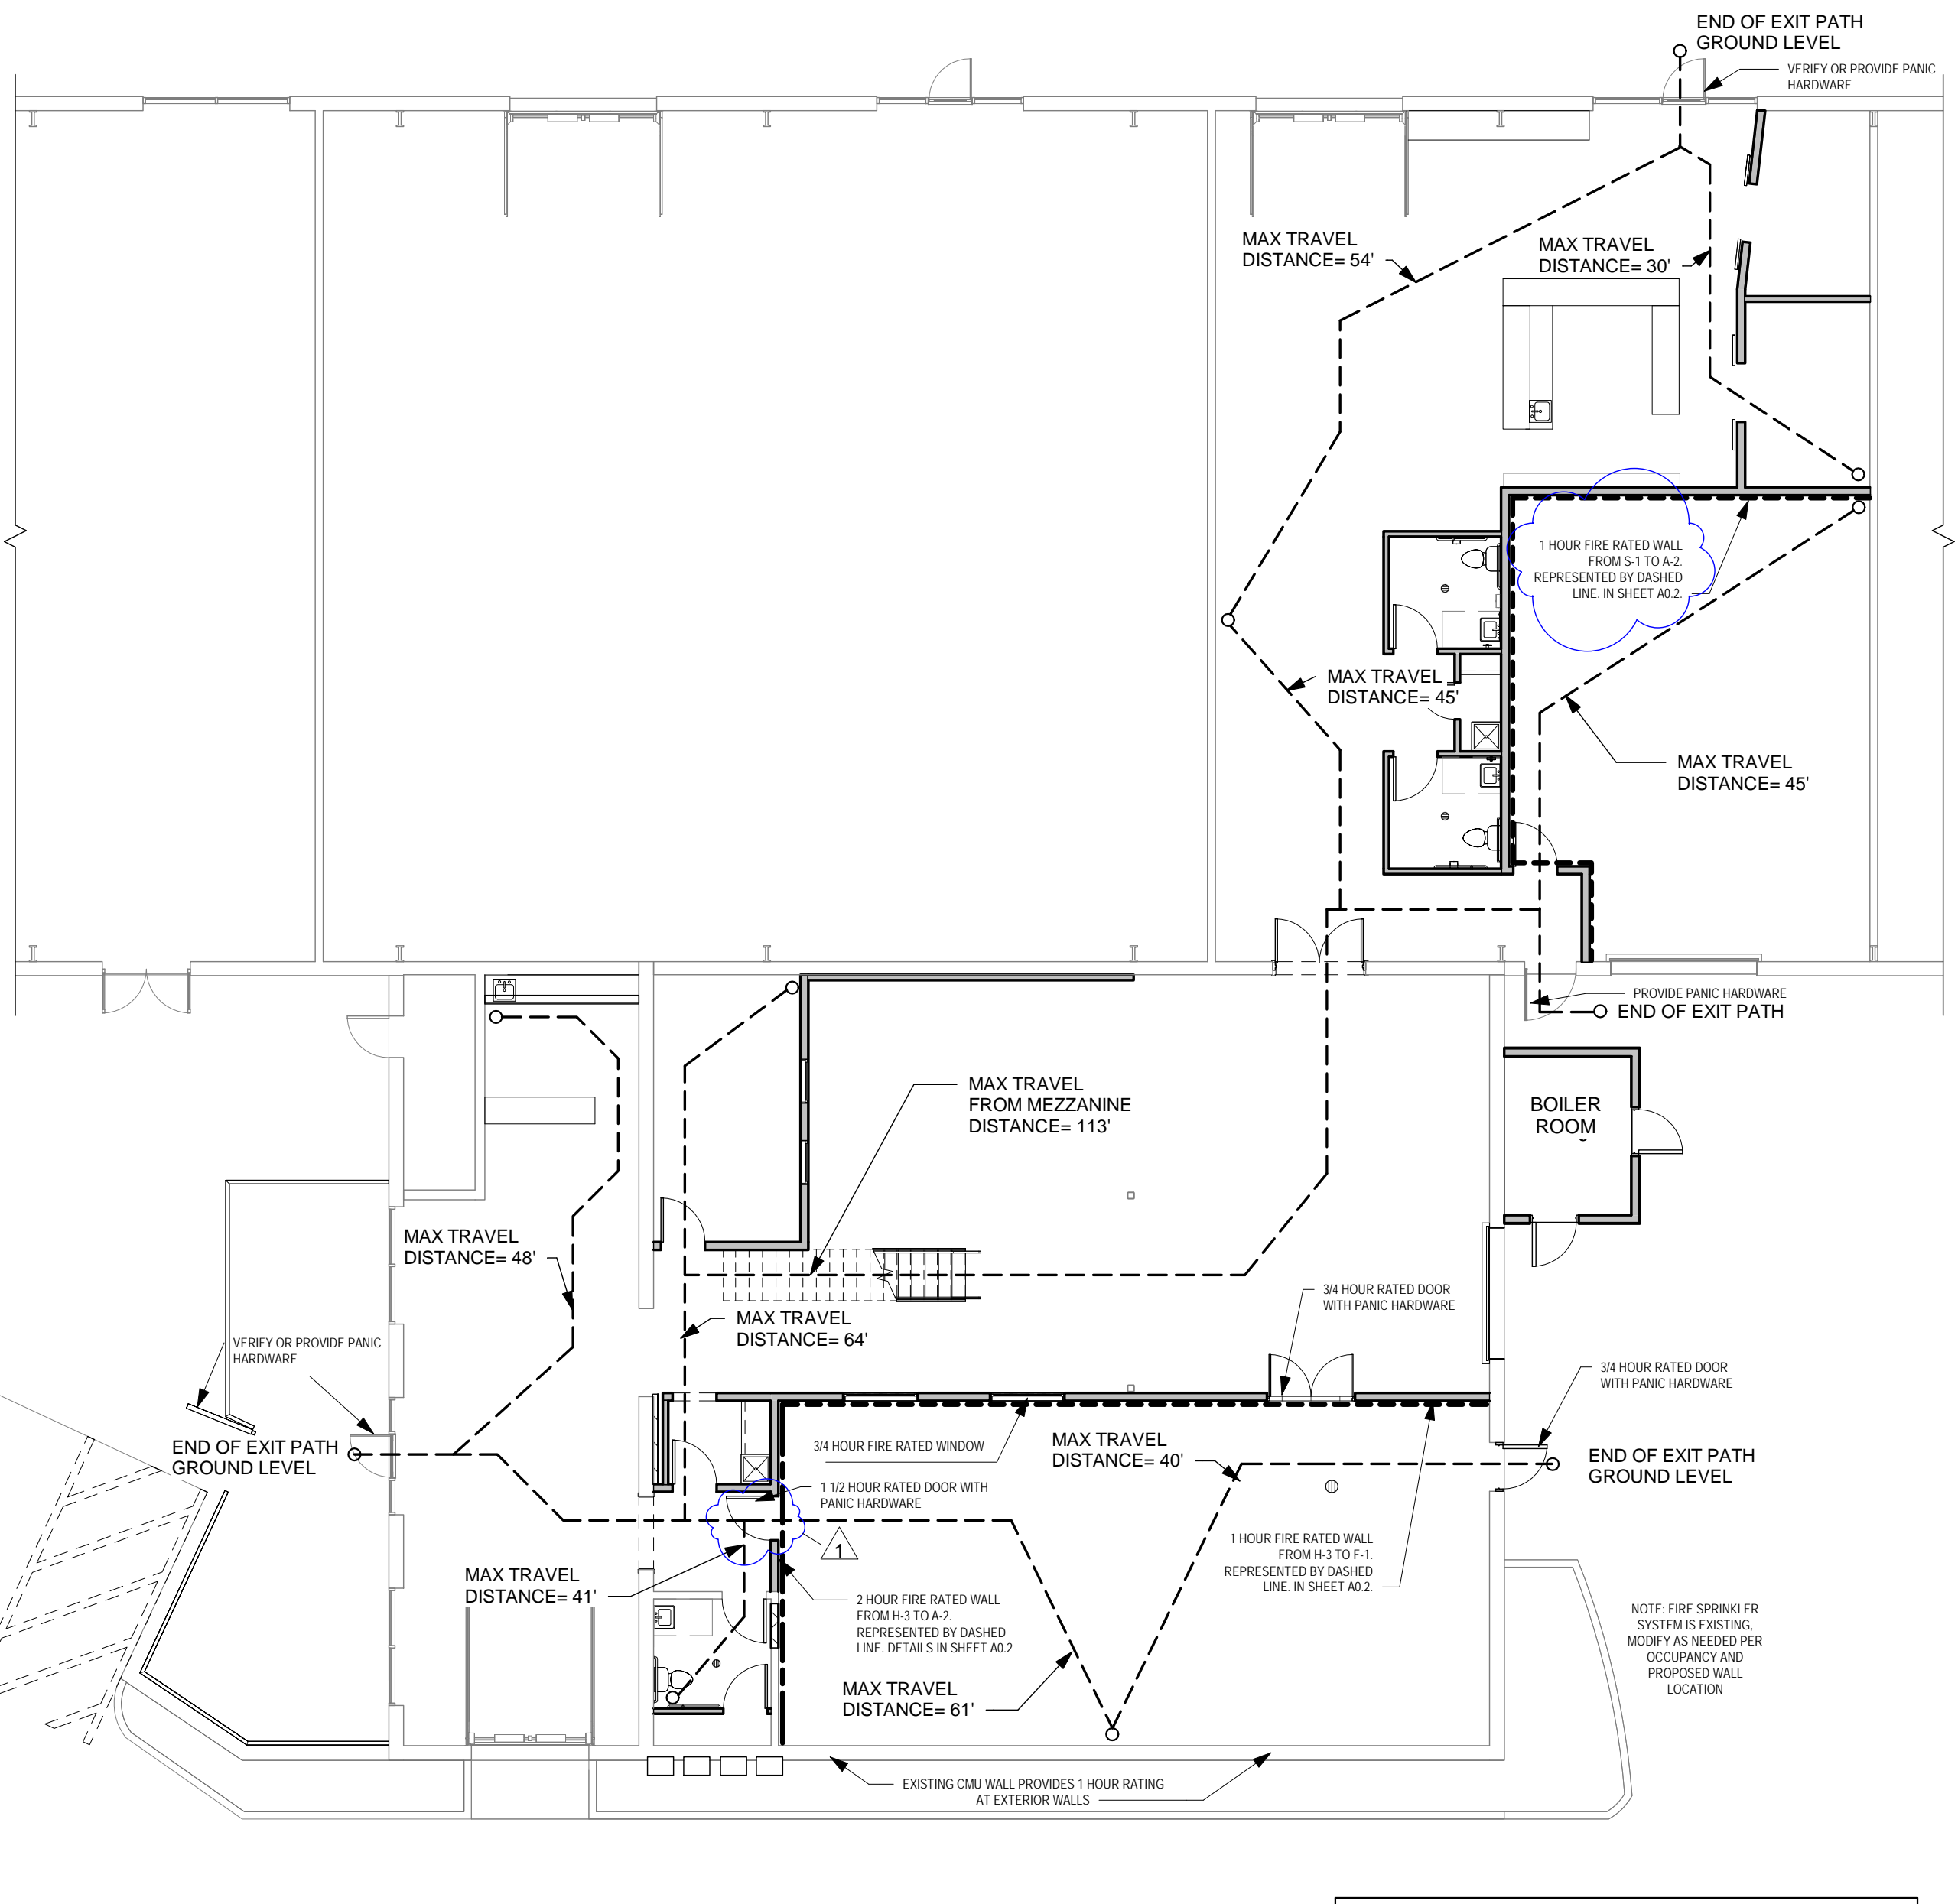 END OF EXIT PATH
GROUND LEVEL
VERIFY OR PROVIDE PANIC
HARDWARE
MAX TRAVEL
DISTANCE= 54'
MAX TRAVEL
DISTANCE= 30'
1 HOUR FIRE RATED WALL
FROM S-1 TO A-2.
REPRESENTED BY DASHED
LINE. IN SHEET A0.2.
MAX TRAVEL
DISTANCE= 45'
MAX TRAVEL
DISTANCE= 45'
PROVIDE PANIC HARDWARE
END OF EXIT PATH
MAX TRAVEL
FROM MEZZANINE
DISTANCE= 113'
BOILER
ROOM
MAX TRAVEL
DISTANCE= 48'
3/4 HOUR RATED DOOR
WITH PANIC HARDWARE
MAX TRAVEL
DISTANCE= 64'
VERIFY OR PROVIDE PANIC
HARDWARE
3/4 HOUR RATED DOOR
WITH PANIC HARDWARE
END OF EXIT PATH
GROUND LEVEL
3/4 HOUR FIRE RATED WINDOW
MAX TRAVEL
DISTANCE= 40'
END OF EXIT PATH
GROUND LEVEL
1 1/2 HOUR RATED DOOR WITH
PANIC HARDWARE
1
1 HOUR FIRE RATED WALL
FROM H-3 TO F-1.
REPRESENTED BY DASHED
LINE. IN SHEET A0.2.
MAX TRAVEL
DISTANCE= 41'
2 HOUR FIRE RATED WALL
FROM H-3 TO A-2.
REPRESENTED BY DASHED
LINE. DETAILS IN SHEET A0.2
NOTE: FIRE SPRINKLER
SYSTEM IS EXISTING,
MODIFY AS NEEDED PER
OCCUPANCY AND
PROPOSED WALL
LOCATION
MAX TRAVEL
DISTANCE= 61'
EXISTING CMU WALL PROVIDES 1 HOUR RATING
AT EXTERIOR WALLS